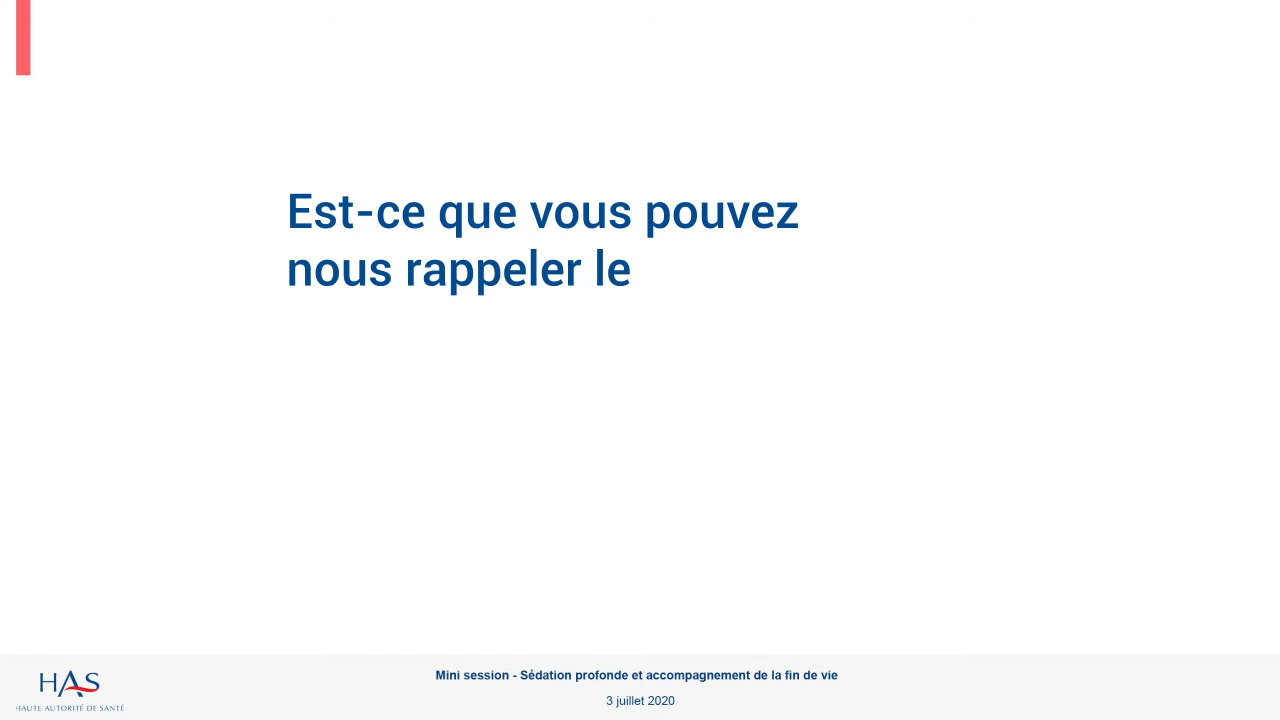 Est-ce que vous pouvez
nous rappeler le
HAS
HAUTE AUTORITÉ DE SANTÉ
Mini session - Sédation profonde et accompagnement de la fin de vie
3 juillet 2020